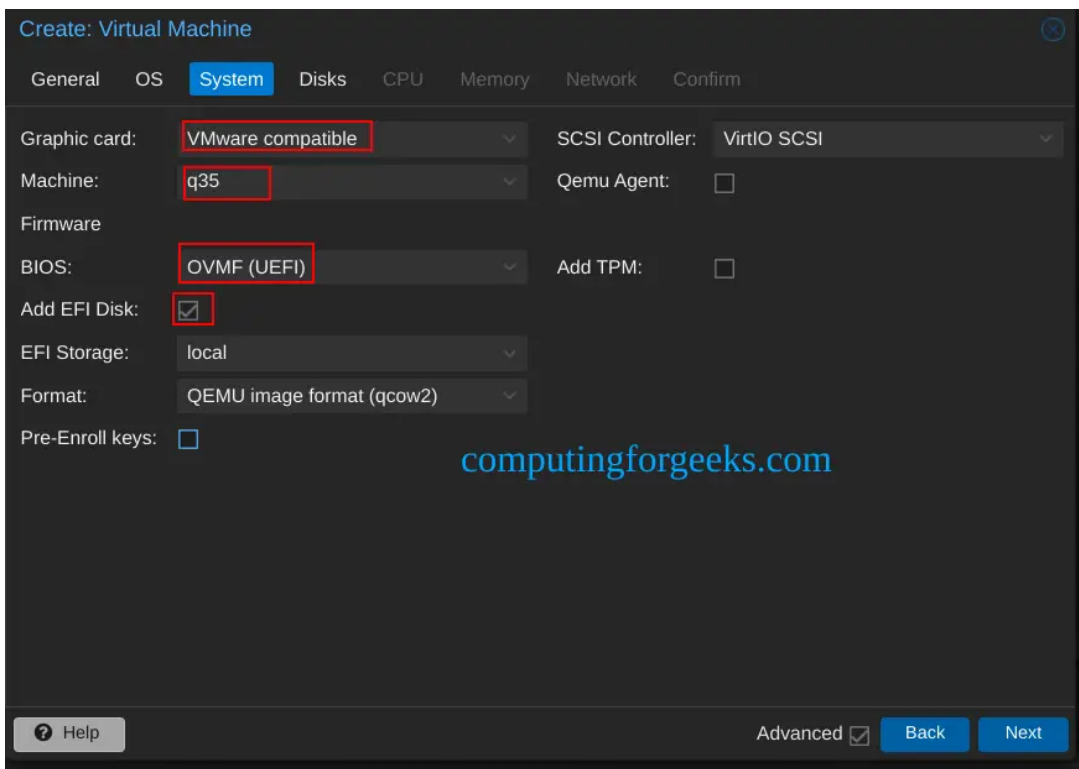 Create: Virtual Machine
General OS System Disks CPU Memory Network Confirm
Graphic card: VMware compatible SCSI Controller: VirtIO SCSI
Machine: q35 Qemu Agent:
Firmware
BIOS: OVMF (UEFI) Add TPM:
Add EFI Disk:
EFI Storage: local
Format: QEMU image format (qcow2)
Pre-Enroll keys:
computingforgeeks.com
Help Advanced Back Next